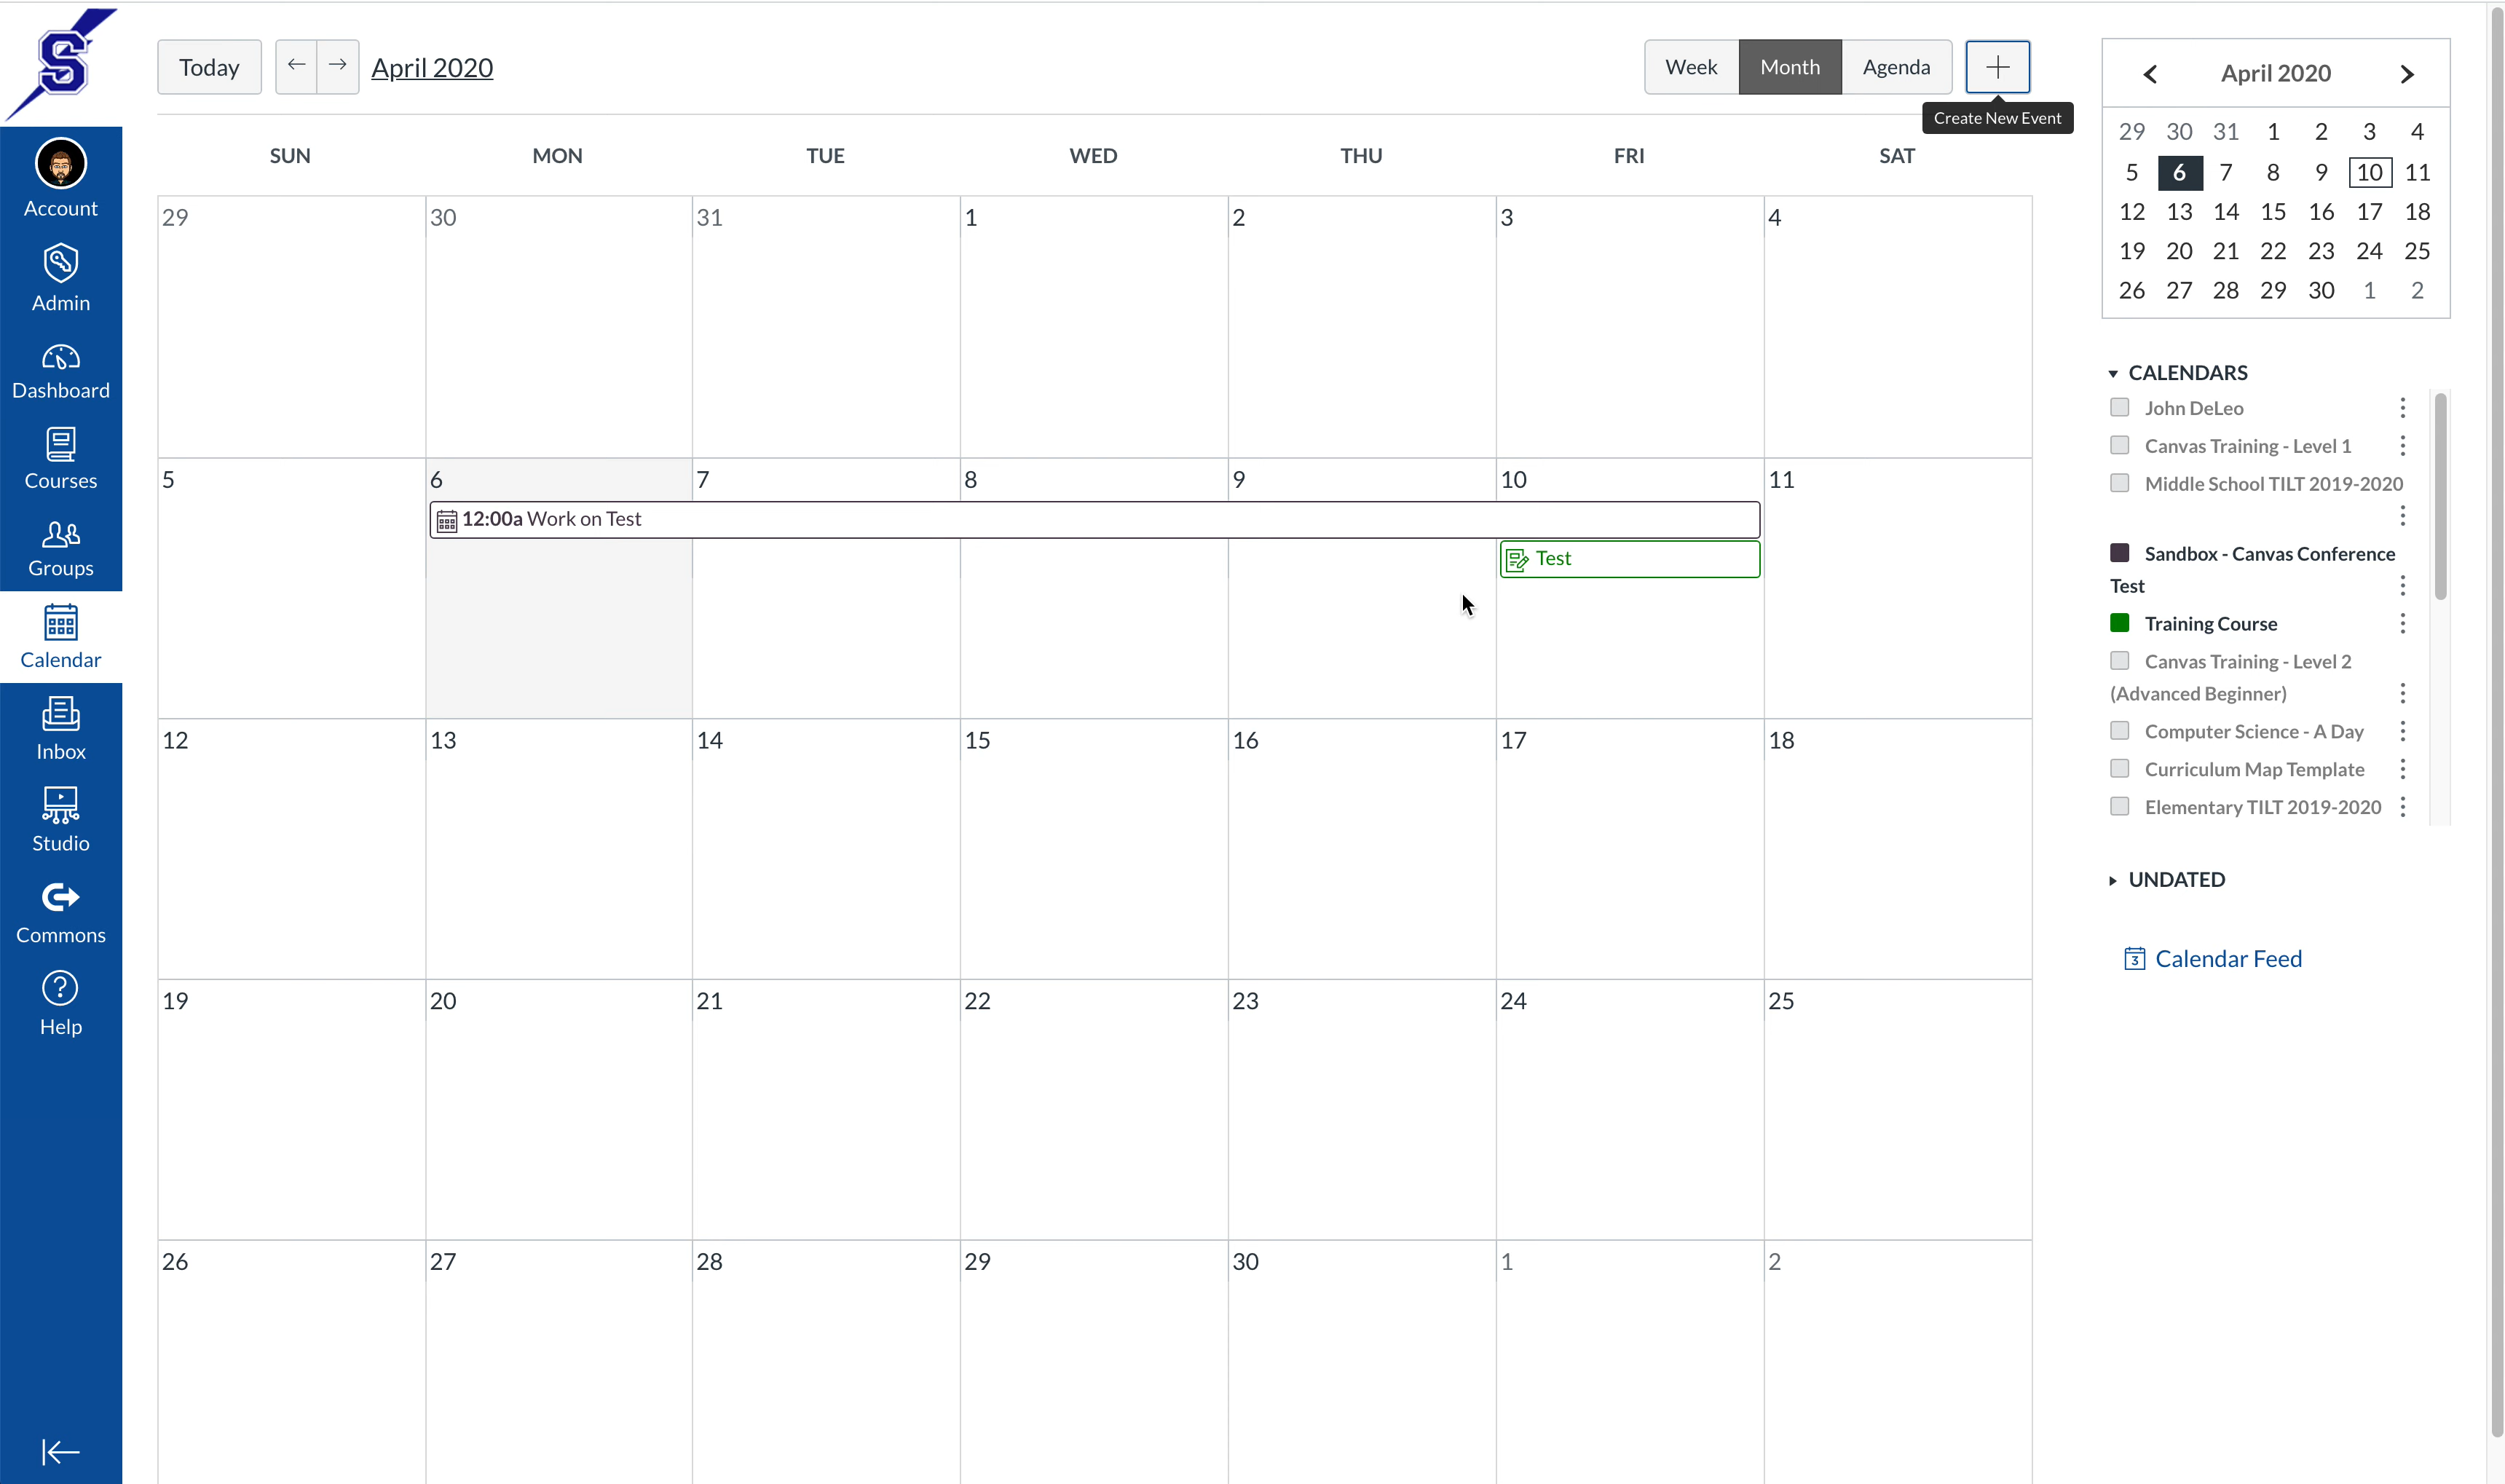 S
Account
Admin
Dashboard
Courses
Groups
Calendar
Inbox
Studio
Commons
Help
Today ← → April 2020
Week Month Agenda +
Create New Event
SUN MON TUE WED THU FRI SAT
29 30 31 1 2 3 4
5 6 7 8 9 10 11
12:00a Work on Test
Test
12 13 14 15 16 17 18
19 20 21 22 23 24 25
26 27 28 29 30 1 2
April 2020
29 30 31 1 2 3 4
5 6 7 8 9 10 11
12 13 14 15 16 17 18
19 20 21 22 23 24 25
26 27 28 29 30 1 2
CALENDARS
John DeLeo
Canvas Training - Level 1
Middle School TILT 2019-2020
Sandbox - Canvas Conference
Test
Training Course
Canvas Training - Level 2
(Advanced Beginner)
Computer Science - A Day
Curriculum Map Template
Elementary TILT 2019-2020
UNDATED
3 Calendar Feed